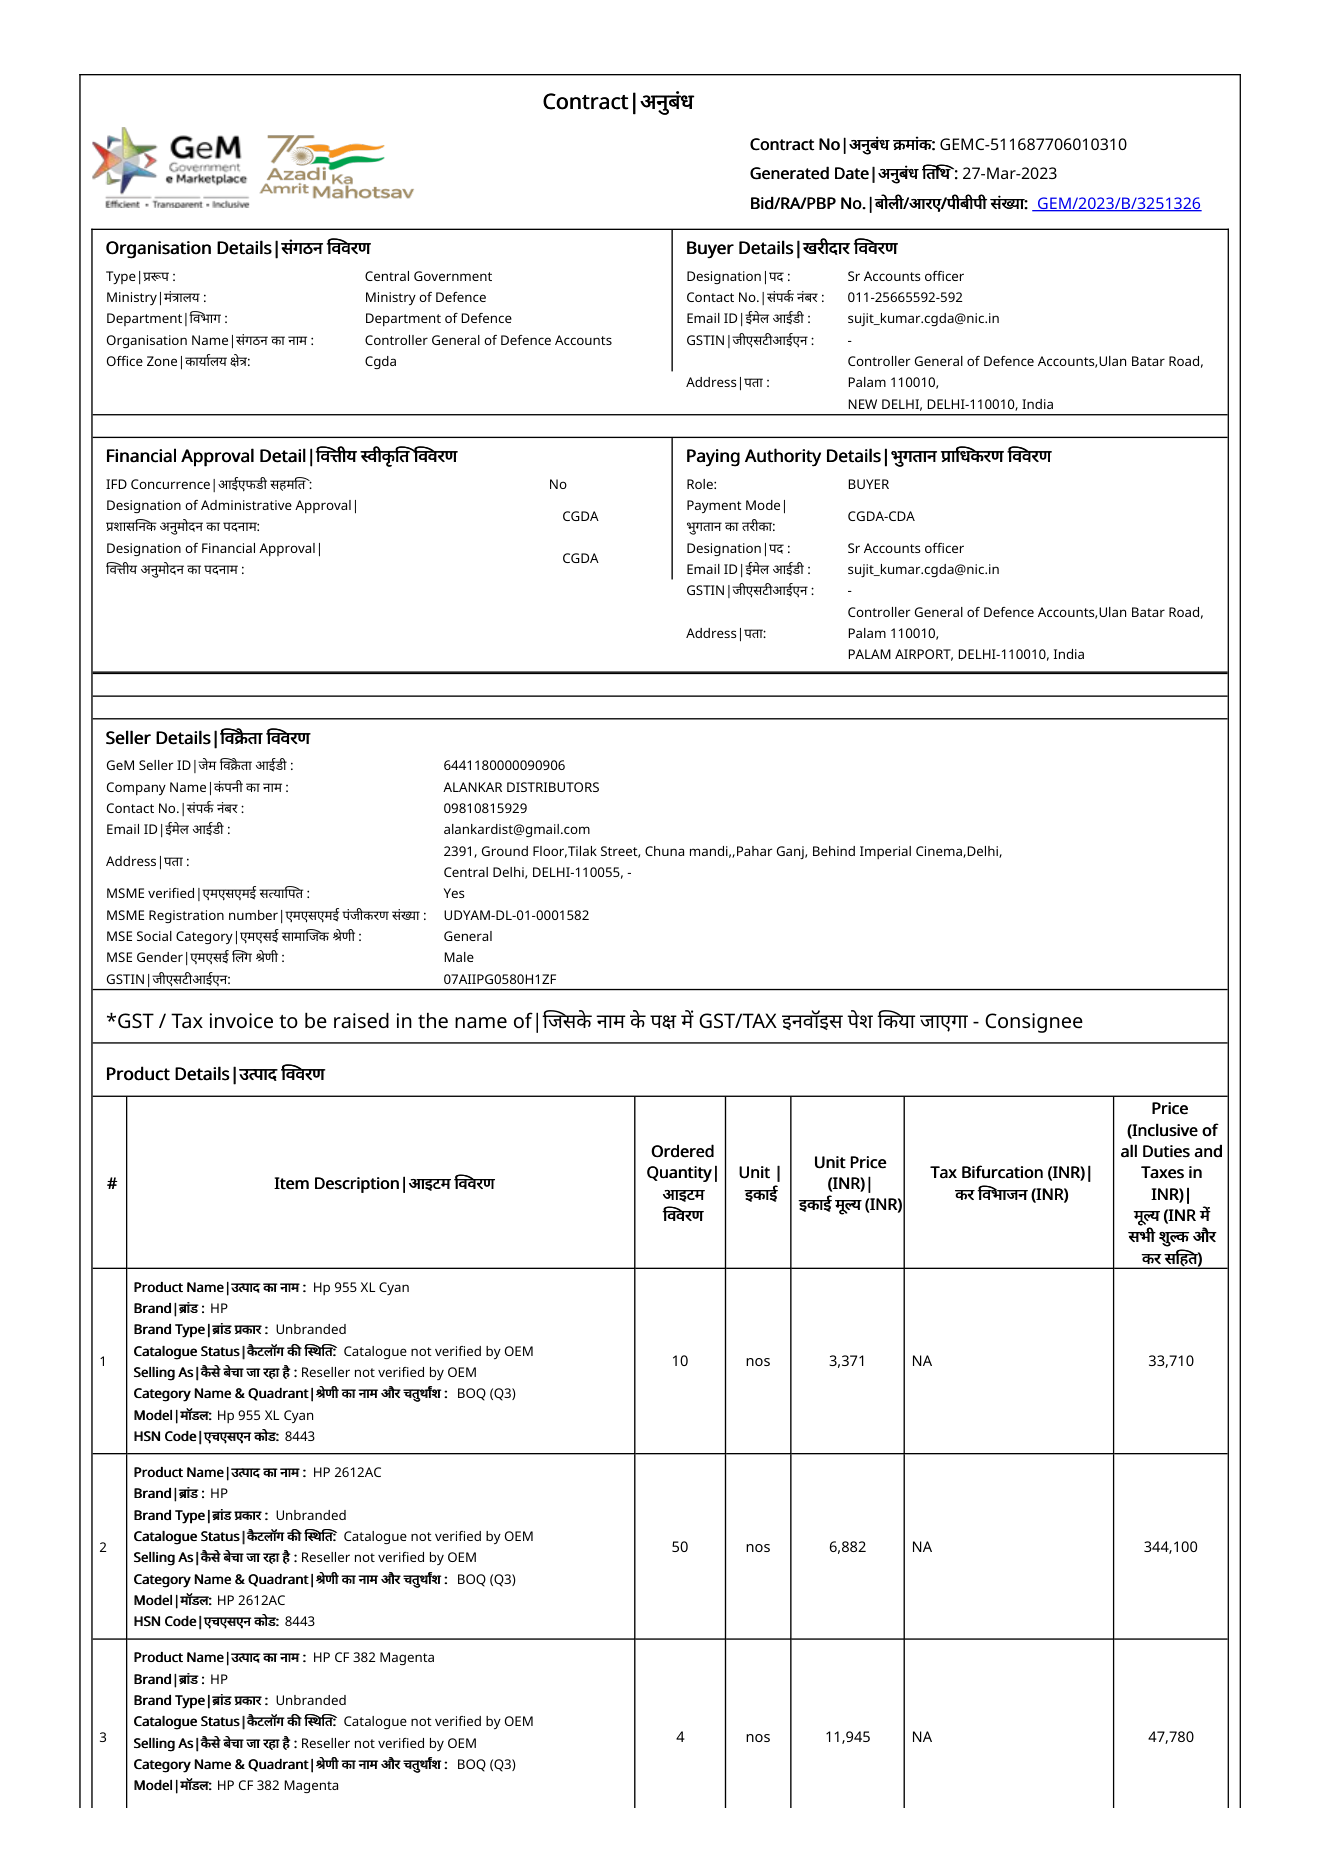 Contract|अनुबंध
GeM
Government
e Marketplace
Efficient • Transparent • Inclusive
75
Azadi Ka
Amrit Mahotsav
Contract No|अनुबंध क्रमांक: GEMC-511687706010310
Generated Date|अनुबंध तिथि : 27-Mar-2023
Bid/RA/PBP No.|बोली/आरए/पीबीपी संख्या: GEM/2023/B/3251326
Organisation Details|संगठन विवरण
Type|प्ररूप : Central Government
Ministry|मंत्रालय : Ministry of Defence
Department|विभाग : Department of Defence
Organisation Name|संगठन का नाम : Controller General of Defence Accounts
Office Zone|कार्यालय क्षेत्र: Cgda
Buyer Details|खरीदार विवरण
Designation|पद : Sr Accounts officer
Contact No.|संपर्क नंबर : 011-25665592-592
Email ID|ईमेल आईडी : sujit_kumar.cgda@nic.in
GSTIN|जीएसटीआईएन : -
Controller General of Defence Accounts,Ulan Batar Road,
Address|पता : Palam 110010,
NEW DELHI, DELHI-110010, India
Financial Approval Detail|वित्तीय स्वीकृति विवरण
IFD Concurrence|आईएफडी सहमति : No
Designation of Administrative Approval|
प्रशासनिक अनुमोदन का पदनाम: CGDA
Designation of Financial Approval|
वित्तीय अनुमोदन का पदनाम : CGDA
Paying Authority Details|भुगतान प्राधिकरण विवरण
Role: BUYER
Payment Mode|
भुगतान का तरीका: CGDA-CDA
Designation|पद : Sr Accounts officer
Email ID|ईमेल आईडी : sujit_kumar.cgda@nic.in
GSTIN|जीएसटीआईएन : -
Controller General of Defence Accounts,Ulan Batar Road,
Address|पता: Palam 110010,
PALAM AIRPORT, DELHI-110010, India
Seller Details|विक्रेता विवरण
GeM Seller ID|जेम विक्रेता आईडी : 6441180000090906
Company Name|कंपनी का नाम : ALANKAR DISTRIBUTORS
Contact No.|संपर्क नंबर : 09810815929
Email ID|ईमेल आईडी : alankardist@gmail.com
Address|पता : 2391, Ground Floor,Tilak Street, Chuna mandi,,Pahar Ganj, Behind Imperial Cinema,Delhi,
Central Delhi, DELHI-110055, -
MSME verified|एमएसएमई सत्यापित : Yes
MSME Registration number|एमएसएमई पंजीकरण संख्या : UDYAM-DL-01-0001582
MSE Social Category|एमएसई सामाजिक श्रेणी : General
MSE Gender|एमएसई लिंग श्रेणी : Male
GSTIN|जीएसटीआईएन: 07AIIPG0580H1ZF
*GST / Tax invoice to be raised in the name of|जिसके नाम के पक्ष में GST/TAX इनवॉइस पेश किया जाएगा - Consignee
Product Details|उत्पाद विवरण
#
Item Description|आइटम विवरण
Ordered
Quantity|
आइटम
विवरण
Unit |
इकाई
Unit Price
(INR)|
इकाई मूल्य (INR)
Tax Bifurcation (INR)|
कर विभाजन (INR)
Price
(Inclusive of
all Duties and
Taxes in
INR)|
मूल्य (INR में
सभी शुल्क और
कर सहित)
1
Product Name|उत्पाद का नाम : Hp 955 XL Cyan
Brand|ब्रांड : HP
Brand Type|ब्रांड प्रकार : Unbranded
Catalogue Status|कैटलॉग की स्थिति: Catalogue not verified by OEM
Selling As|कैसे बेचा जा रहा है : Reseller not verified by OEM
Category Name & Quadrant|श्रेणी का नाम और चतुर्थांश : BOQ (Q3)
Model|मॉडल: Hp 955 XL Cyan
HSN Code|एचएसएन कोड: 8443
10 nos 3,371 NA 33,710
2
Product Name|उत्पाद का नाम : HP 2612AC
Brand|ब्रांड : HP
Brand Type|ब्रांड प्रकार : Unbranded
Catalogue Status|कैटलॉग की स्थिति: Catalogue not verified by OEM
Selling As|कैसे बेचा जा रहा है : Reseller not verified by OEM
Category Name & Quadrant|श्रेणी का नाम और चतुर्थांश : BOQ (Q3)
Model|मॉडल: HP 2612AC
HSN Code|एचएसएन कोड: 8443
50 nos 6,882 NA 344,100
3
Product Name|उत्पाद का नाम : HP CF 382 Magenta
Brand|ब्रांड : HP
Brand Type|ब्रांड प्रकार : Unbranded
Catalogue Status|कैटलॉग की स्थिति: Catalogue not verified by OEM
Selling As|कैसे बेचा जा रहा है : Reseller not verified by OEM
Category Name & Quadrant|श्रेणी का नाम और चतुर्थांश : BOQ (Q3)
Model|मॉडल: HP CF 382 Magenta
4 nos 11,945 NA 47,780